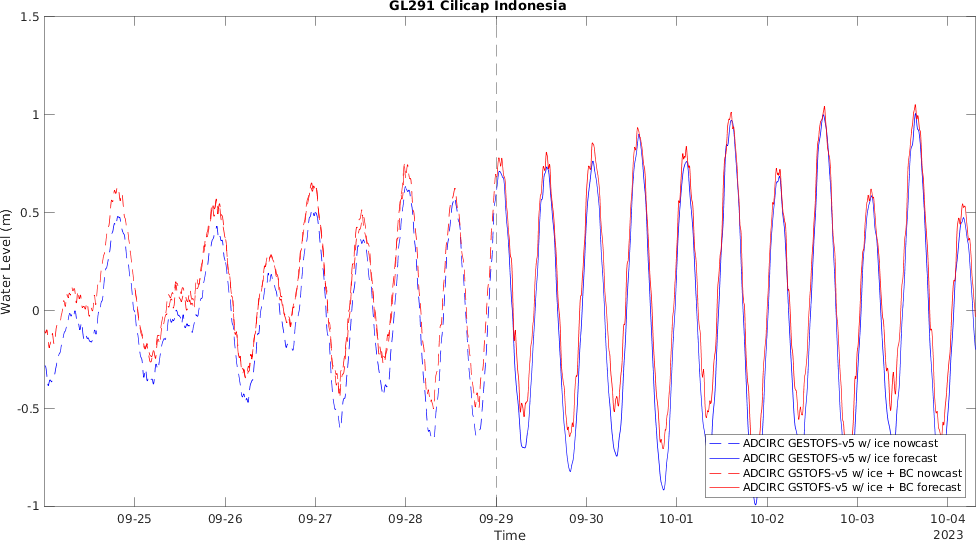 GL291 Cilicap Indonesia
1.5
1
0.5
0
-0.5
-1
Water Level (m)
ADCIRC GESTOFS-v5 w/ ice nowcast
ADCIRC GESTOFS-v5 w/ ice forecast
ADCIRC GSTOFS-v5 w/ ice + BC nowcast
ADCIRC GSTOFS-v5 w/ ice + BC forecast
09-25 09-26 09-27 09-28 09-29 09-30 10-01 10-02 10-03 10-04
2023
Time